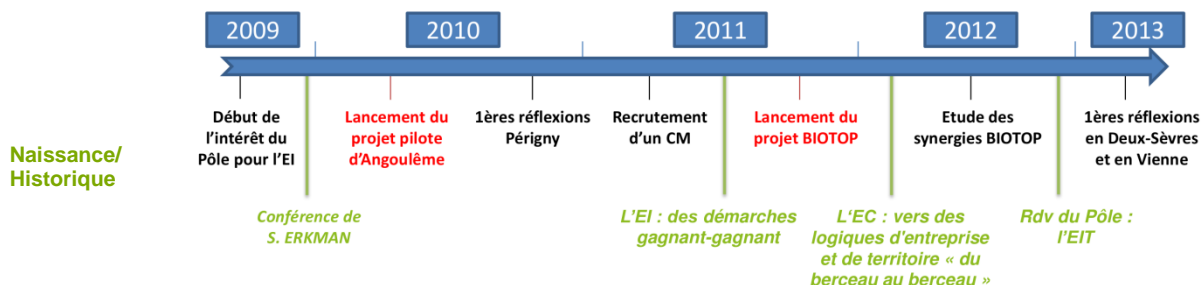 2009
2010
2011
2012
2013
Début de
l'intérêt du
Pôle pour l'EI
Lancement du
projet pilote
d'Angoulême
1ères réflexions
Périgny
Recrutement
d'un CM
Lancement du
projet BIOTOP
Etude des
synergies BIOTOP
1ères réflexions
en Deux-Sèvres
et en Vienne
Naissance/
Historique
Conférence de
S. ERKMAN
L'EI : des démarches
gagnant-gagnant
L'EC : vers des
logiques d'entreprise
et de territoire « du
berceau au berceau »
Rdv du Pôle :
l'EIT